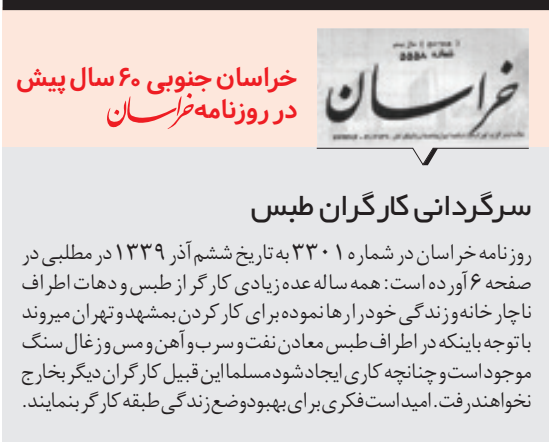 خراسان جنوبی ۶۰ سال پیش
در روزنامه خراسان
خراسان
سرگردانی کارگران طبس
روزنامه خراسان در شماره ۳۳۰۱ به تاریخ ششم آذر ۱۳۳۹ در مطلبی در
صفحه ۶ آورده است: همه ساله عده زیادی کارگر از طبس و دهات اطراف
ناچار خانه و زندگی خود را رها نموده برای کار کردن بمشهد و تهران میروند
با توجه باینکه در اطراف طبس معادن نفت و سرب و آهن و مس و زغال سنگ
موجود است و چنانچه کاری ایجاد شود مسلما این قبیل کارگران دیگر بخارج
نخواهند رفت. امید است فکری برای بهبود وضع زندگی طبقه کارگر بنمایند.